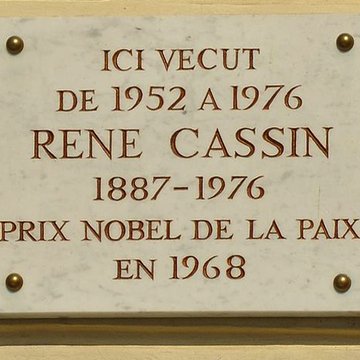 ICI VECUT
DE 1952 A 1976
RENE CASSIN
1887-1976
PRIX NOBEL DE LA PAIX
EN 1968